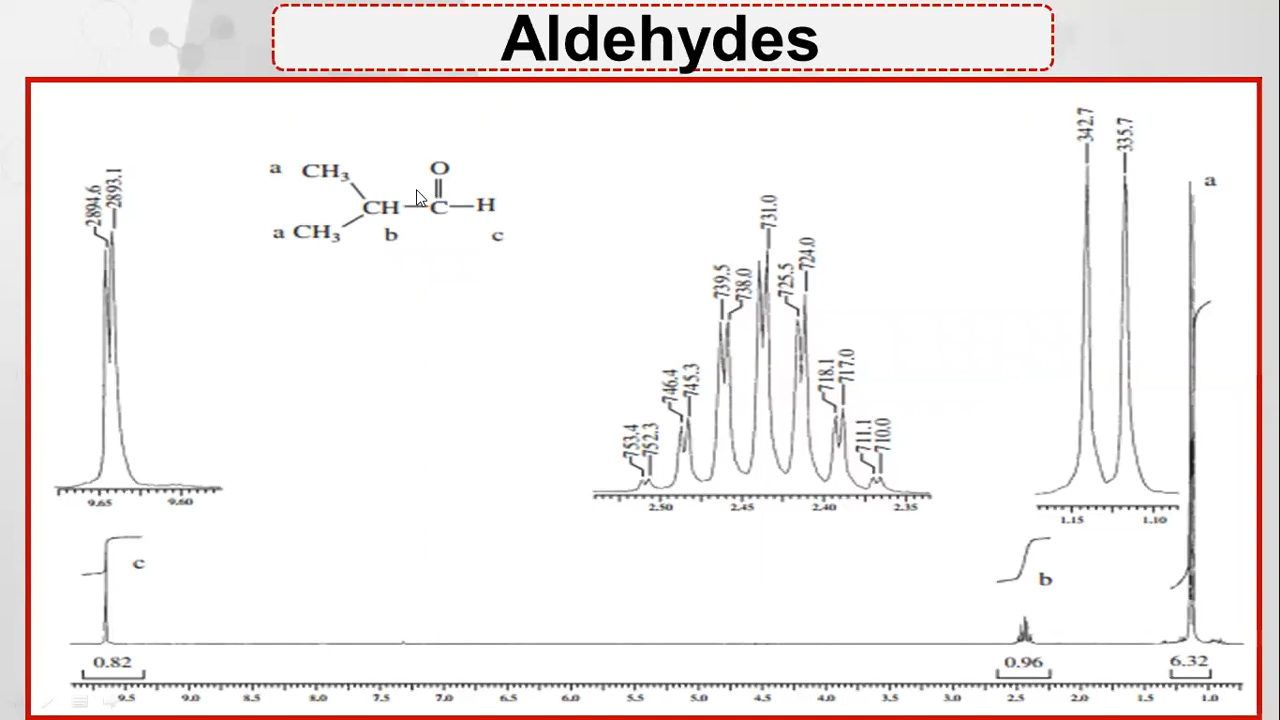 Aldehydes
2894.6
2893.1
a CH3
O
CH C H
a CH3
b
c
753.4
752.3
746.4
745.3
739.5
738.0
731.0
725.5
724.0
718.1
717.0
711.1
710.0
342.7
335.7
a
9.65 9.60
2.50 2.45 2.40 2.35
1.15 1.10
c
b
0.82
0.96
6.32
9.5 9.0 8.0 7.5 7.0 6.5 6.0 5.5 5.0 4.5 4.0 3.5 3.0 2.5 2.0 1.5 1.0